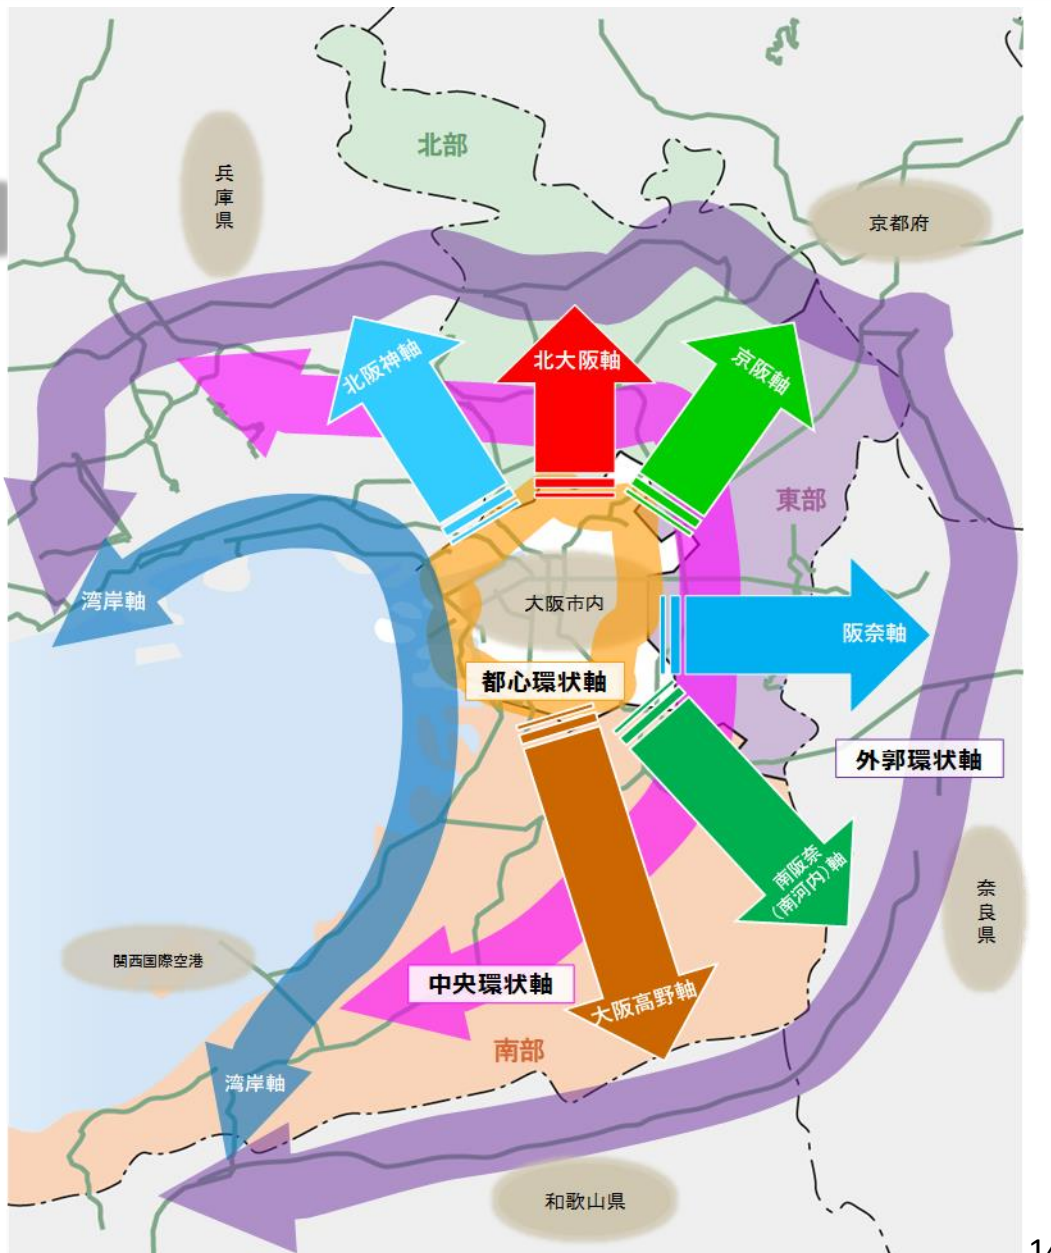 北部
兵庫県
京都府
北阪神軸
北大阪軸
京阪軸
東部
湾岸軸
大阪市内
阪奈軸
都心環状軸
外郭環状軸
南阪奈
（南河内）軸
奈良県
関西国際空港
中央環状軸
大阪高野軸
南部
湾岸軸
和歌山県